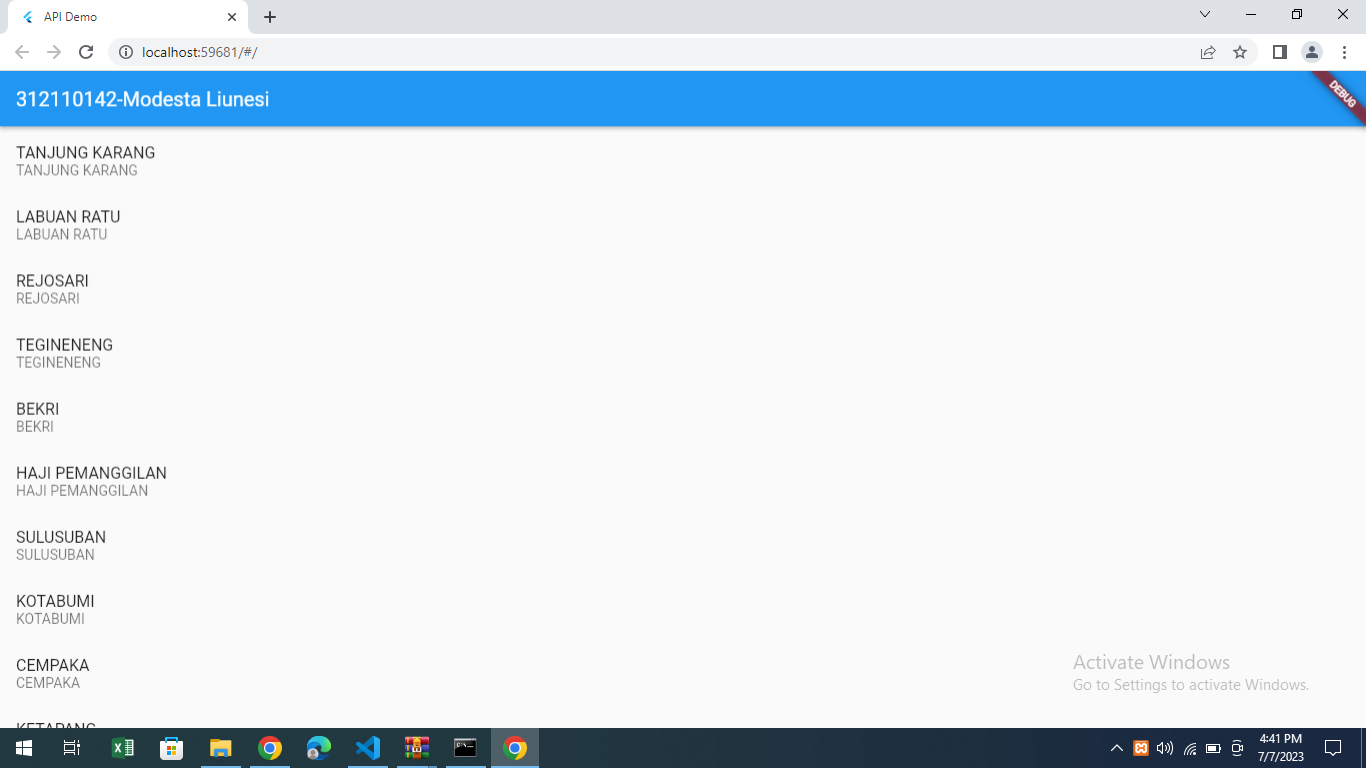 API Demo
localhost:59681/#/
312110142-Modesta Liunesi
DEBUG
TANJUNG KARANG
TANJUNG KARANG
LABUAN RATU
LABUAN RATU
REJOSARI
REJOSARI
TEGINENENG
TEGINENENG
BEKRI
BEKRI
HAJI PEMANGGILAN
HAJI PEMANGGILAN
SULUSUBAN
SULUSUBAN
KOTABUMI
KOTABUMI
CEMPAKA
CEMPAKA
KETAPANG
Activate Windows
Go to Settings to activate Windows.
4:41 PM
7/7/2023